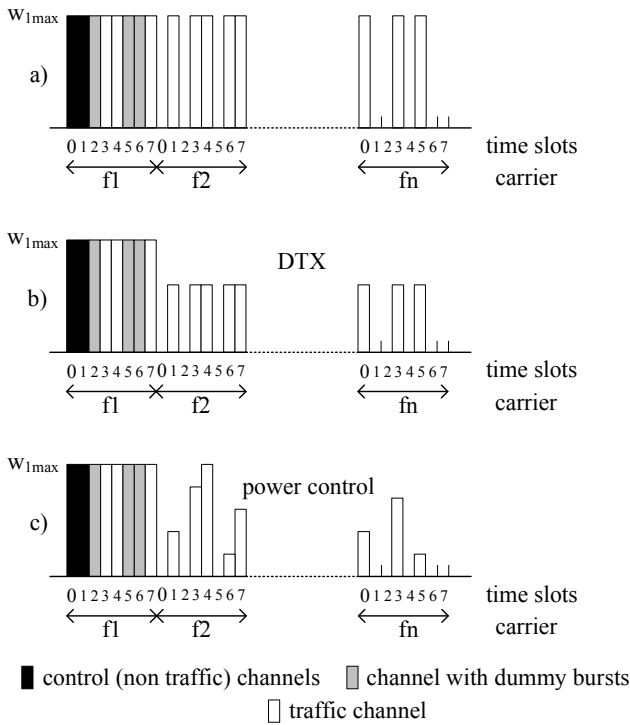 w1max
a)
0 1 2 3 4 5 6 7 0 1 2 3 4 5 6 7 0 1 2 3 4 5 6 7 time slots
f1 f2 fn carrier
w1max
DTX
b)
0 1 2 3 4 5 6 7 0 1 2 3 4 5 6 7 0 1 2 3 4 5 6 7 time slots
f1 f2 fn carrier
w1max
power control
c)
0 1 2 3 4 5 6 7 0 1 2 3 4 5 6 7 0 1 2 3 4 5 6 7 time slots
f1 f2 fn carrier
control (non traffic) channels channel with dummy bursts
traffic channel